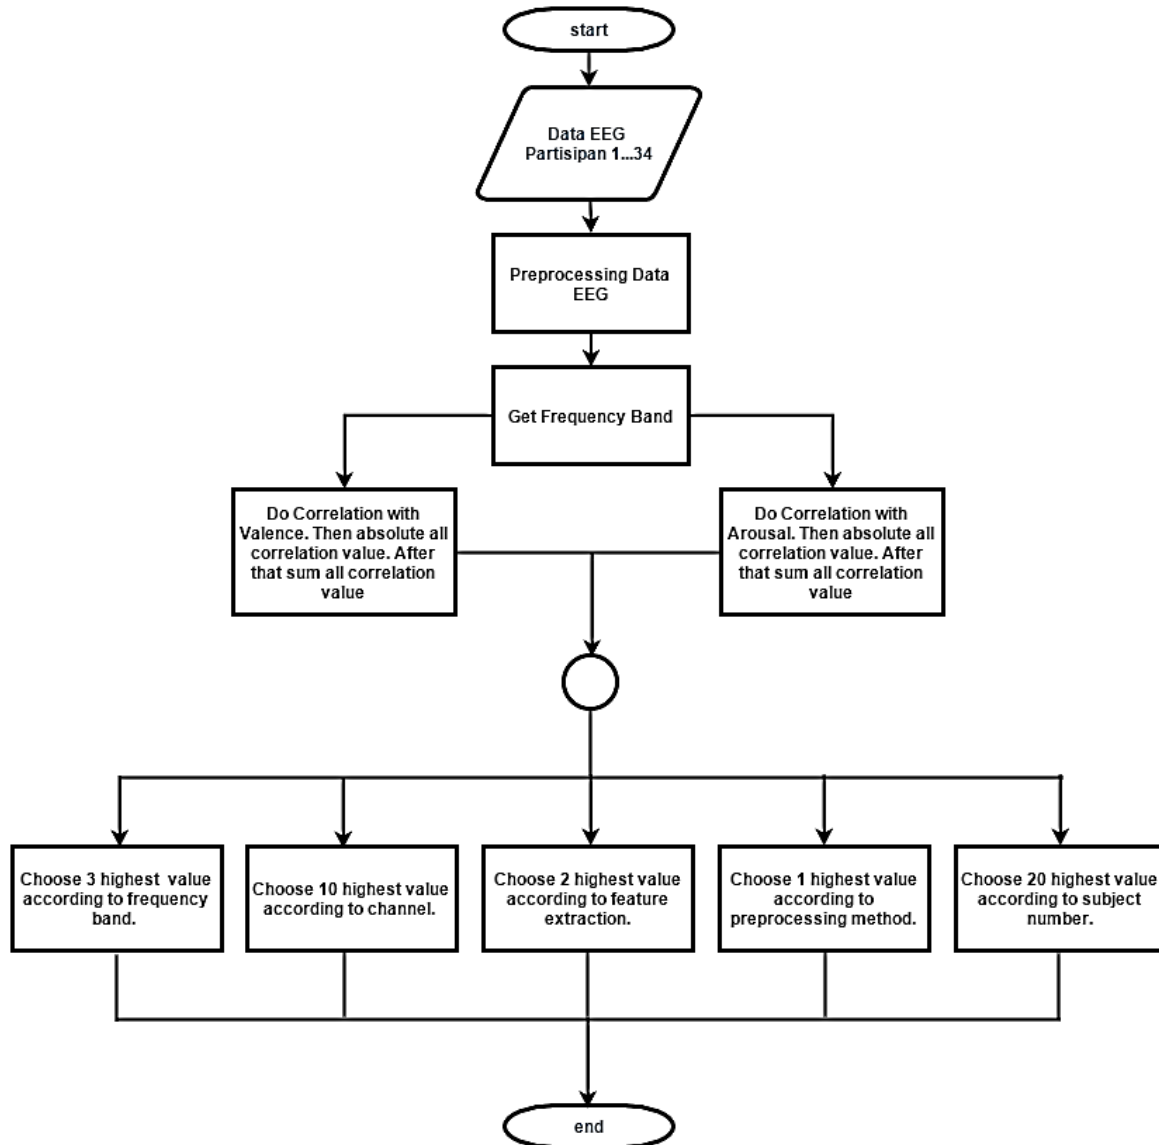 start
Data EEG
Partisipan 1...34
Preprocessing Data
EEG
Get Frequency Band
Do Correlation with
Valence. Then absolute all
correlation value. After
that sum all correlation
value
Do Correlation with
Arousal. Then absolute all
correlation value. After
that sum all correlation
value
Choose 3 highest value
according to frequency
band.
Choose 10 highest value
according to channel.
Choose 2 highest value
according to feature
extraction.
Choose 1 highest value
according to
preprocessing method.
Choose 20 highest value
according to subject
number.
end